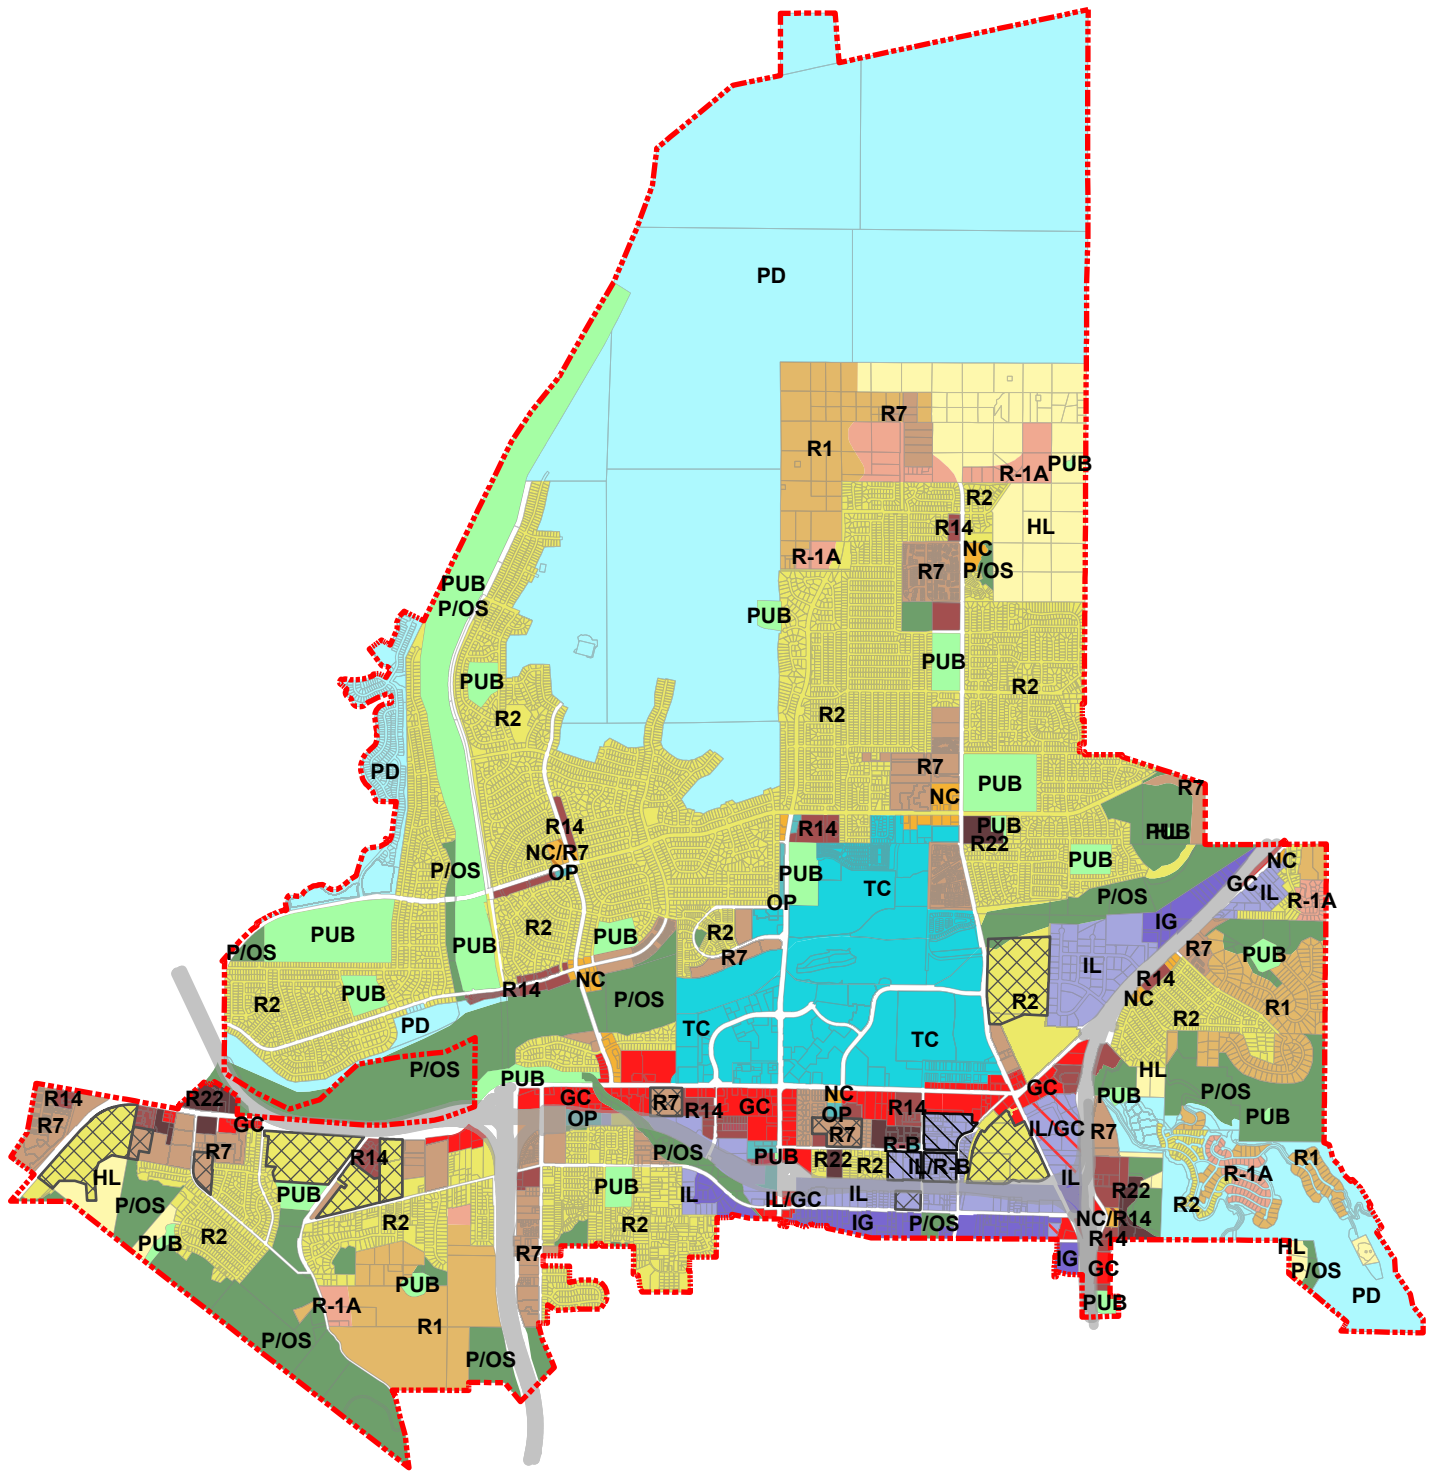 PD
R7
R1
PUB
R-1A
R2
HL
R14
NC
P/OS
R-1A
R7
PUB
P/OS
PUB
PUB
PUB
R2
R2
R2
PD
R7
PUB
R7
NC
R14
R14
PUB
R22
NC/R7
OP
PUB
NC
P/OS
PUB
TC
GC
IL
P/OS
OP
R-1A
IG
R2
PUB
R2
PUB
P/OS
PUB
R7
R7
PUB
IL
R14
NC
R14
PUB
NC
P/OS
R2
R2
R1
R2
PD
TC
TC
P/OS
PUB
HL
GC
P/OS
R14
R22
GC
R7
NC
PUB
R7
GC
OP
R14
GC
OP
R14
PUB
R7
R7
R-B
IL/GC
R7
R14
P/OS
PUB
R22
R2
IL/R-B
R-1A
R1
HL
P/OS
PUB
PUB
IL
IL/GC
IL
IL
R22
R2
R2
R2
IG
P/OS
NC/R14
R14
PUB
R2
R7
IG
GC
HL
P/OS
PUB
R-1A
R1
PUB
PD
P/OS
P/OS